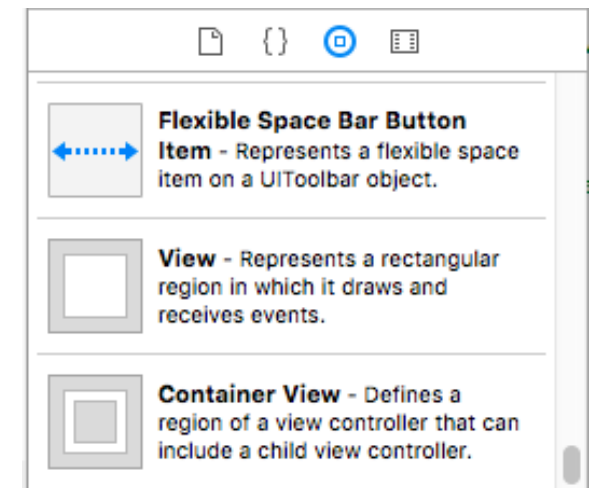 {}
Flexible Space Bar Button
Item - Represents a flexible space
item on a UIToolbar object.
View - Represents a rectangular
region in which it draws and
receives events.
Container View - Defines a
region of a view controller that can
include a child view controller.